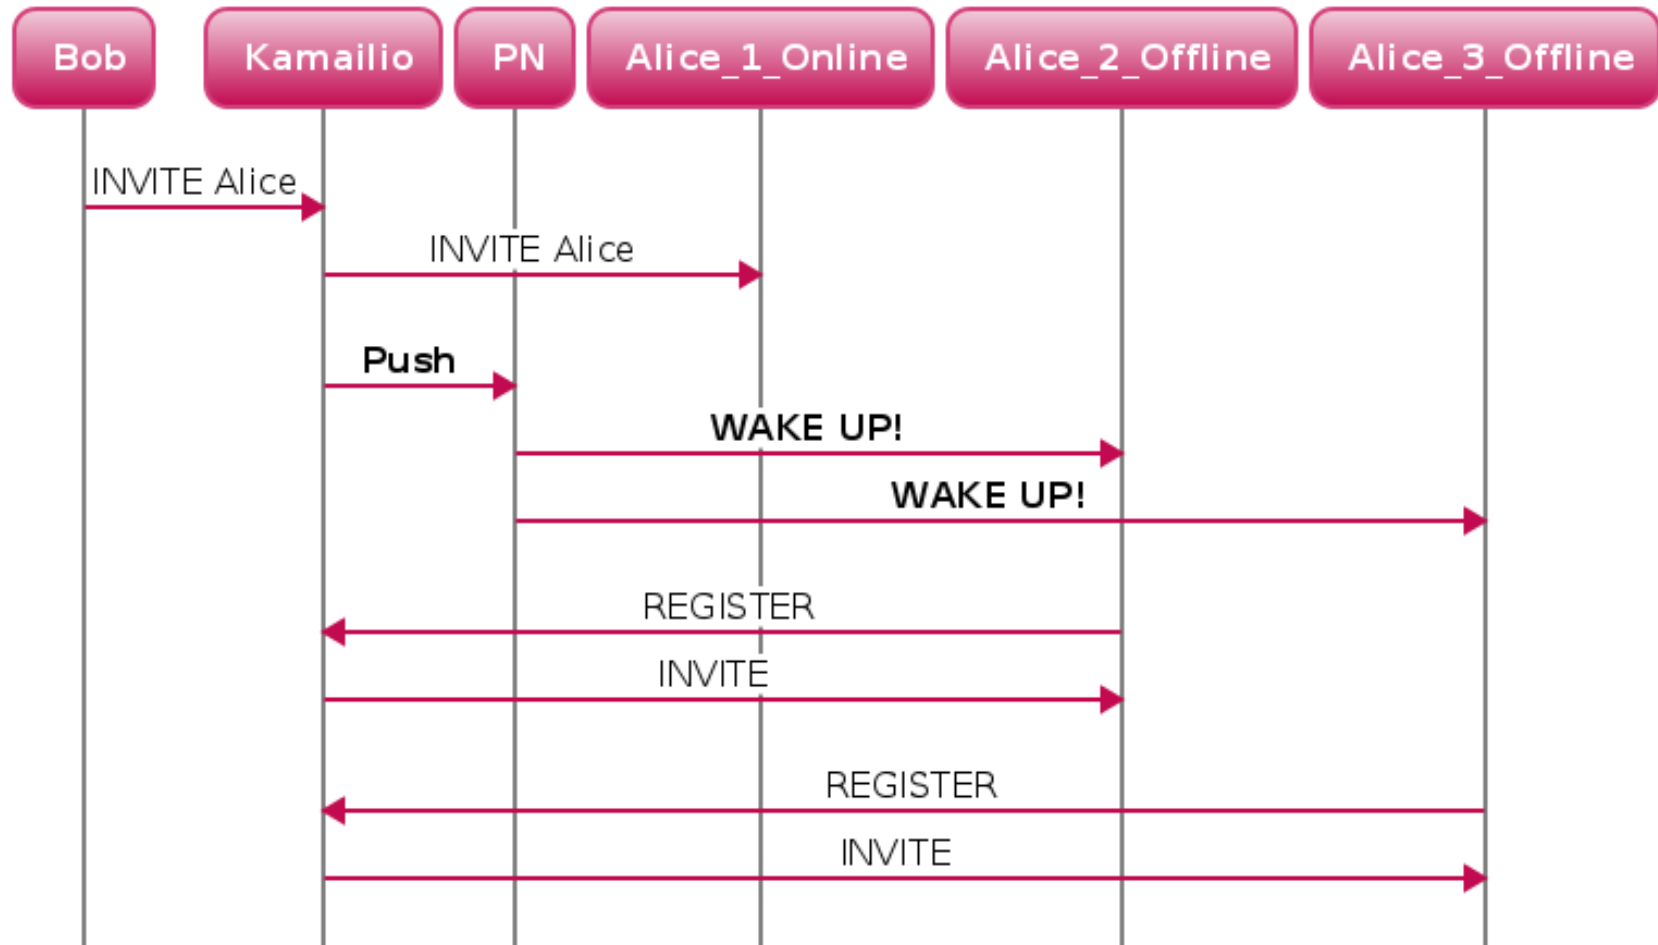 Bob
Kamailio
PN
Alice_1_Online
Alice_2_Offline
Alice_3_Offline
INVITE Alice
INVITE Alice
Push
WAKE UP!
WAKE UP!
REGISTER
INVITE
REGISTER
INVITE